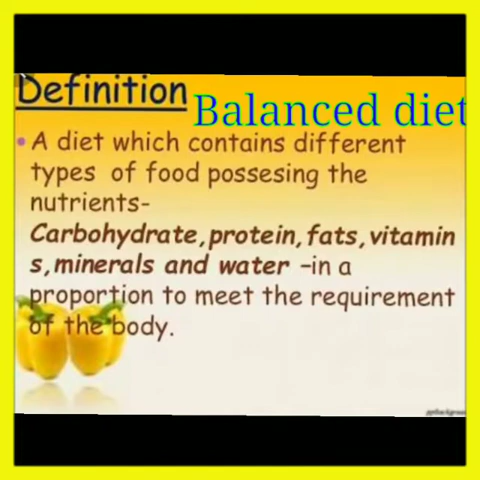 Definition
Balanced diet
• A diet which contains different
types of food possesing the
nutrients-
Carbohydrate,protein,fats,vitamin
s,minerals and water –in a
proportion to meet the requirement
of the body.